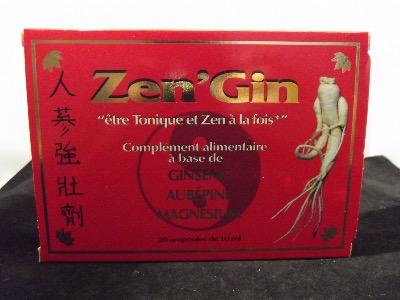 Zen'Gin
"être Tonique et Zen à la fois*"
Complément alimentaire
à base de
GINSENG
AUBÉPINE
MAGNESIUM
20 ampoules de 10 ml
人
蔘
強
壯
劑